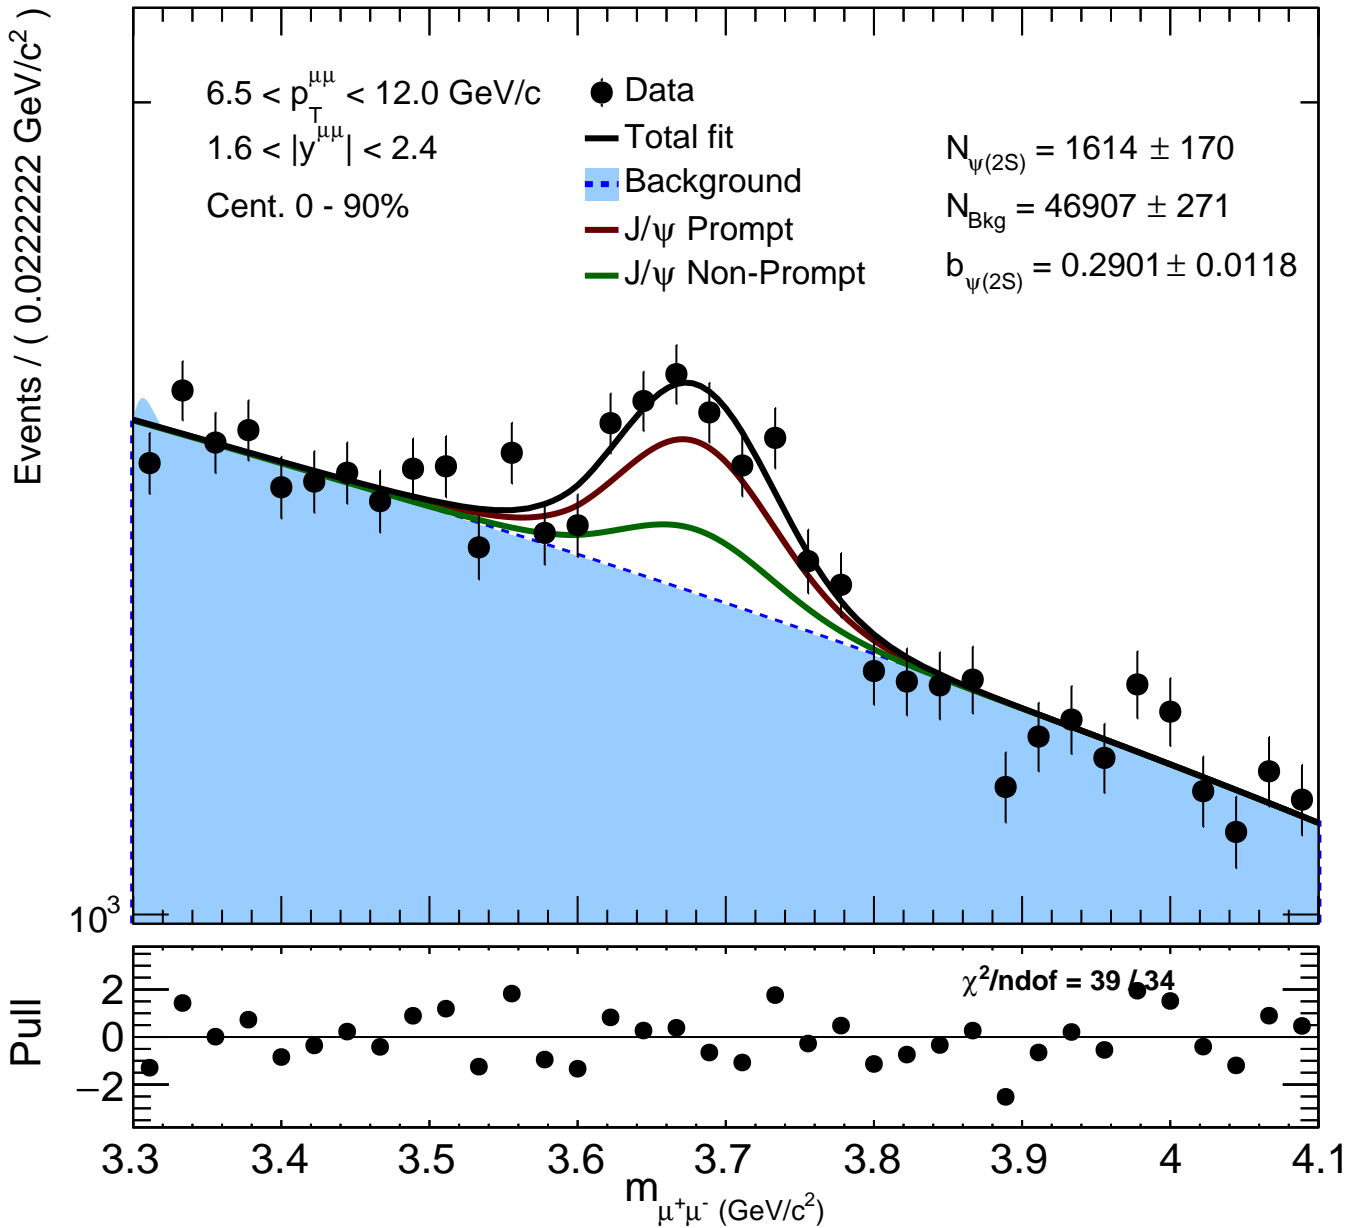 Events / ( 0.0222222 GeV/c²)
6.5 < p_T^μμ < 12.0 GeV/c
1.6 < |y^μμ| < 2.4
Cent. 0 - 90%
Data
Total fit
Background
J/ψ Prompt
J/ψ Non-Prompt
N_ψ(2S) = 1614 ± 170
N_Bkg = 46907 ± 271
b_ψ(2S) = 0.2901 ± 0.0118
10³
Pull
2
0
−2
χ²/ndof = 39 / 34
3.3 3.4 3.5 3.6 3.7 3.8 3.9 4 4.1
m_μ⁺μ⁻ (GeV/c²)